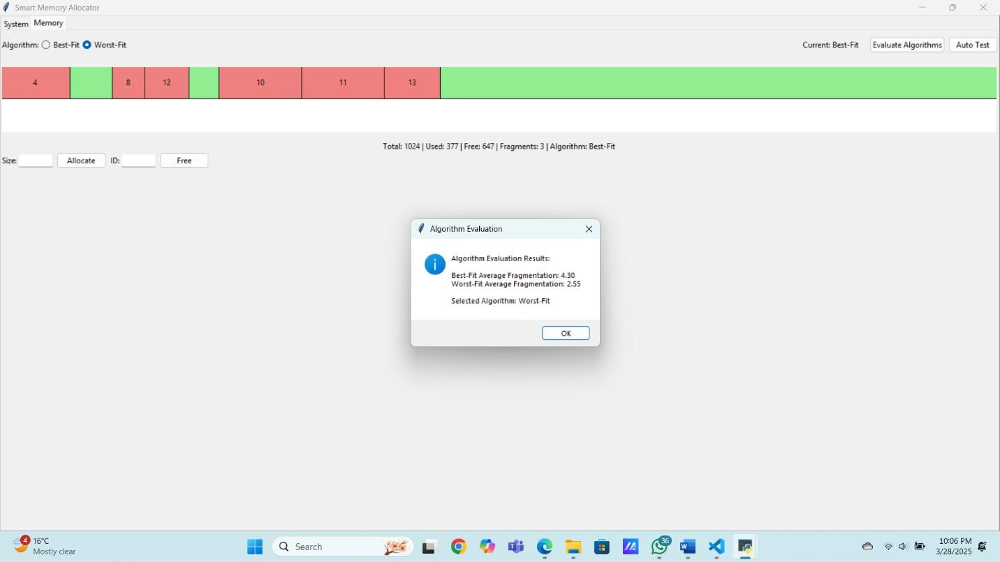 Smart Memory Allocator
System Memory
Algorithm: Best-Fit Worst-Fit Current: Best-Fit Evaluate Algorithms Auto Test
4 8 12 10 11 13
Total: 1024 | Used: 377 | Free: 647 | Fragments: 3 | Algorithm: Best-Fit
Size: Allocate ID: Free
Algorithm Evaluation
Algorithm Evaluation Results:
Best-Fit Average Fragmentation: 4.30
Worst-Fit Average Fragmentation: 2.55
Selected Algorithm: Worst-Fit
OK
4 16°C
Mostly clear
Search
36
10:06 PM
3/28/2025